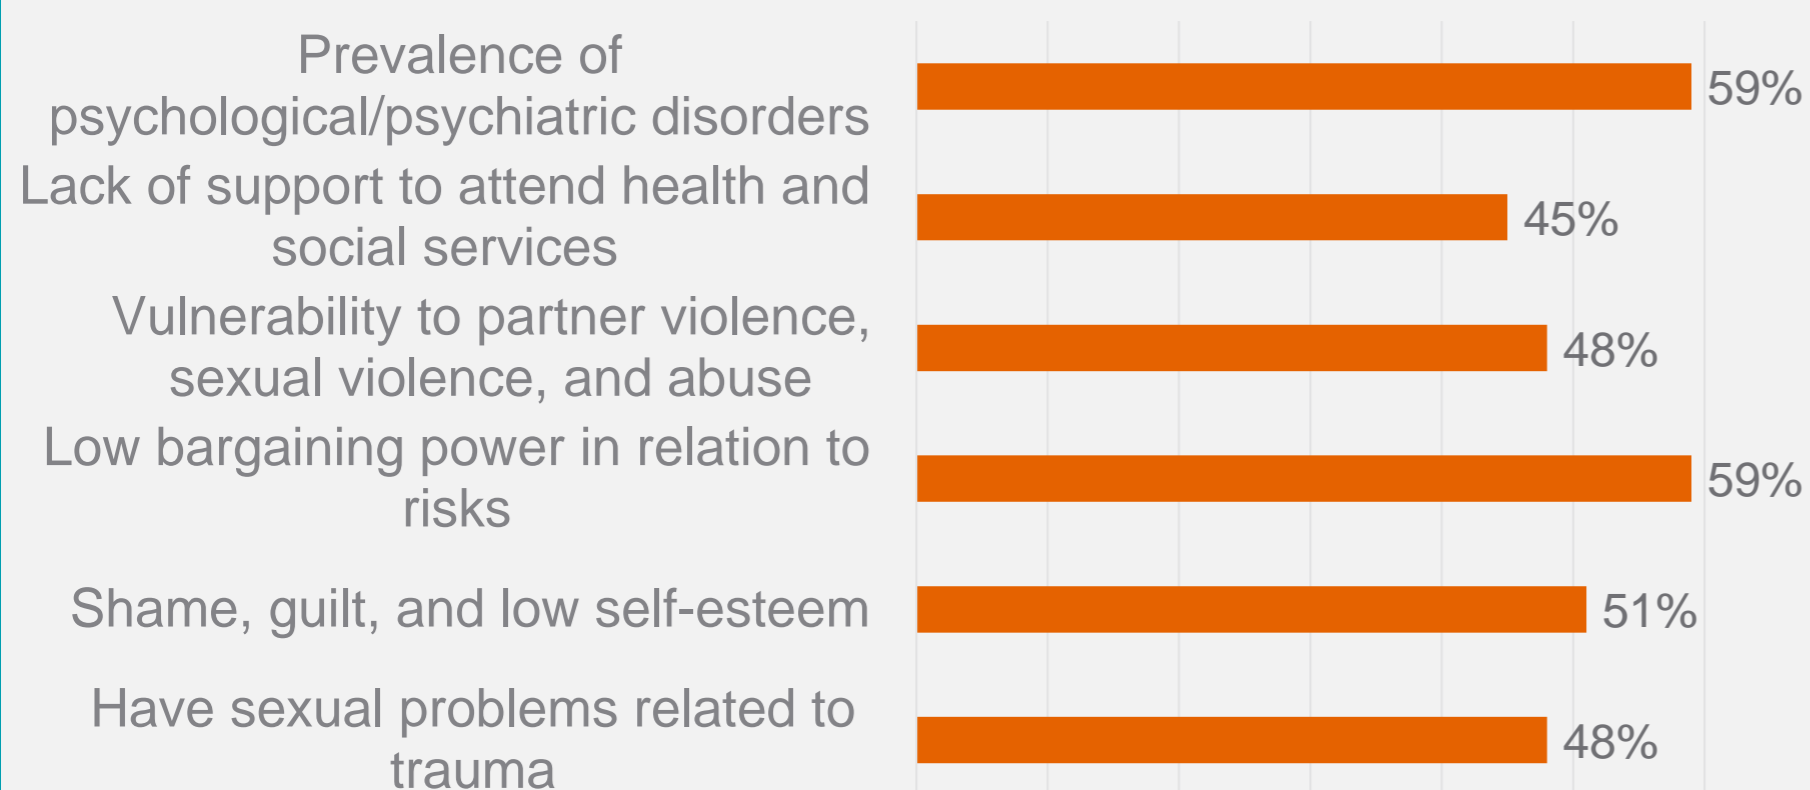 Prevalence of
psychological/psychiatric disorders
59%
Lack of support to attend health and
social services
45%
Vulnerability to partner violence,
sexual violence, and abuse
48%
Low bargaining power in relation to
risks
59%
Shame, guilt, and low self-esteem
51%
Have sexual problems related to
trauma
48%